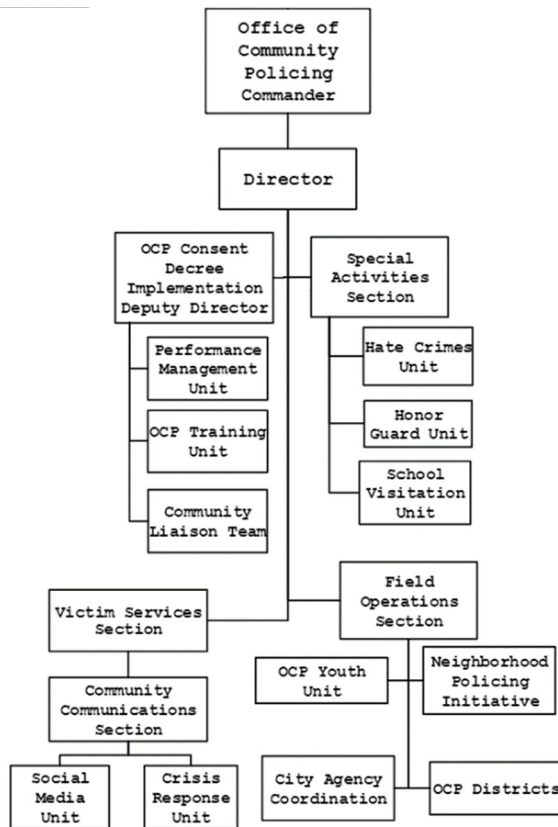 Office of
Community
Policing
Commander
Director
OCP Consent
Decree
Implementation
Deputy Director
Special
Activities
Section
Performance
Management
Unit
Hate Crimes
Unit
OCP Training
Unit
Honor
Guard Unit
Community
Liaison Team
School
Visitation
Unit
Victim Services
Section
Field
Operations
Section
Community
Communications
Section
OCP Youth
Unit
Neighborhood
Policing
Initiative
Social
Media
Unit
Crisis
Response
Unit
City Agency
Coordination
OCP Districts